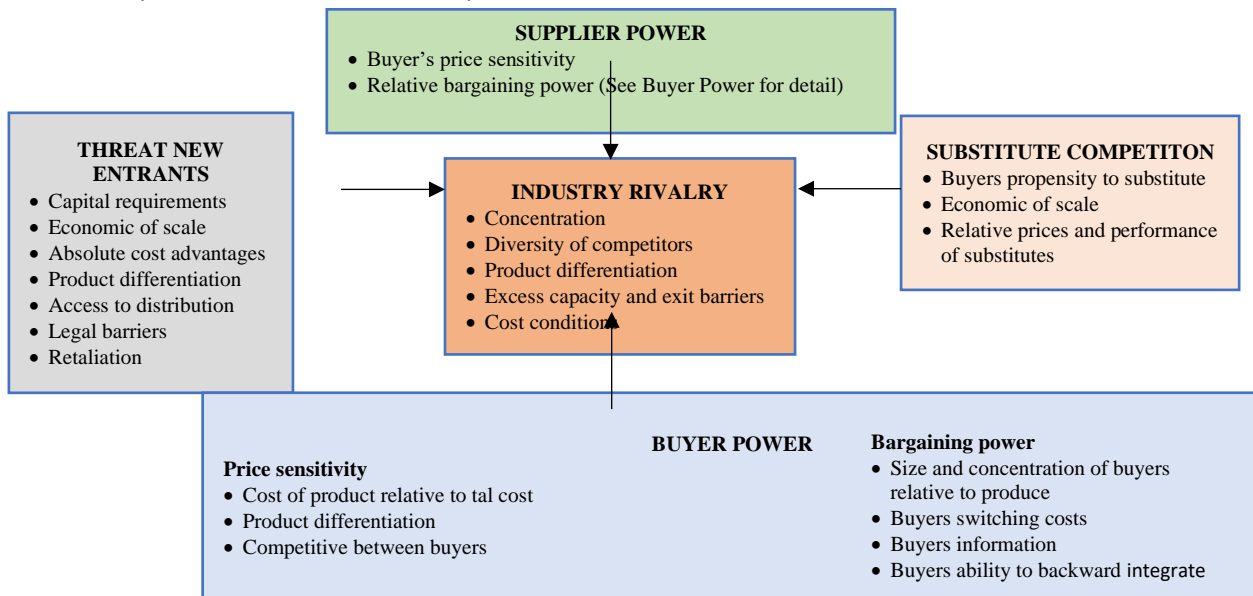 SUPPLIER POWER
• Buyer's price sensitivity
• Relative bargaining power (See Buyer Power for detail)
THREAT NEW
ENTRANTS
• Capital requirements
• Economic of scale
• Absolute cost advantages
• Product differentiation
• Access to distribution
• Legal barriers
• Retaliation
INDUSTRY RIVALRY
• Concentration
• Diversity of competitors
• Product differentiation
• Excess capacity and exit barriers
• Cost conditions
SUBSTITUTE COMPETITON
• Buyers propensity to substitute
• Economic of scale
• Relative prices and performance
of substitutes
BUYER POWER
Price sensitivity
• Cost of product relative to tal cost
• Product differentiation
• Competitive between buyers
Bargaining power
• Size and concentration of buyers
relative to produce
• Buyers switching costs
• Buyers information
• Buyers ability to backward integrate